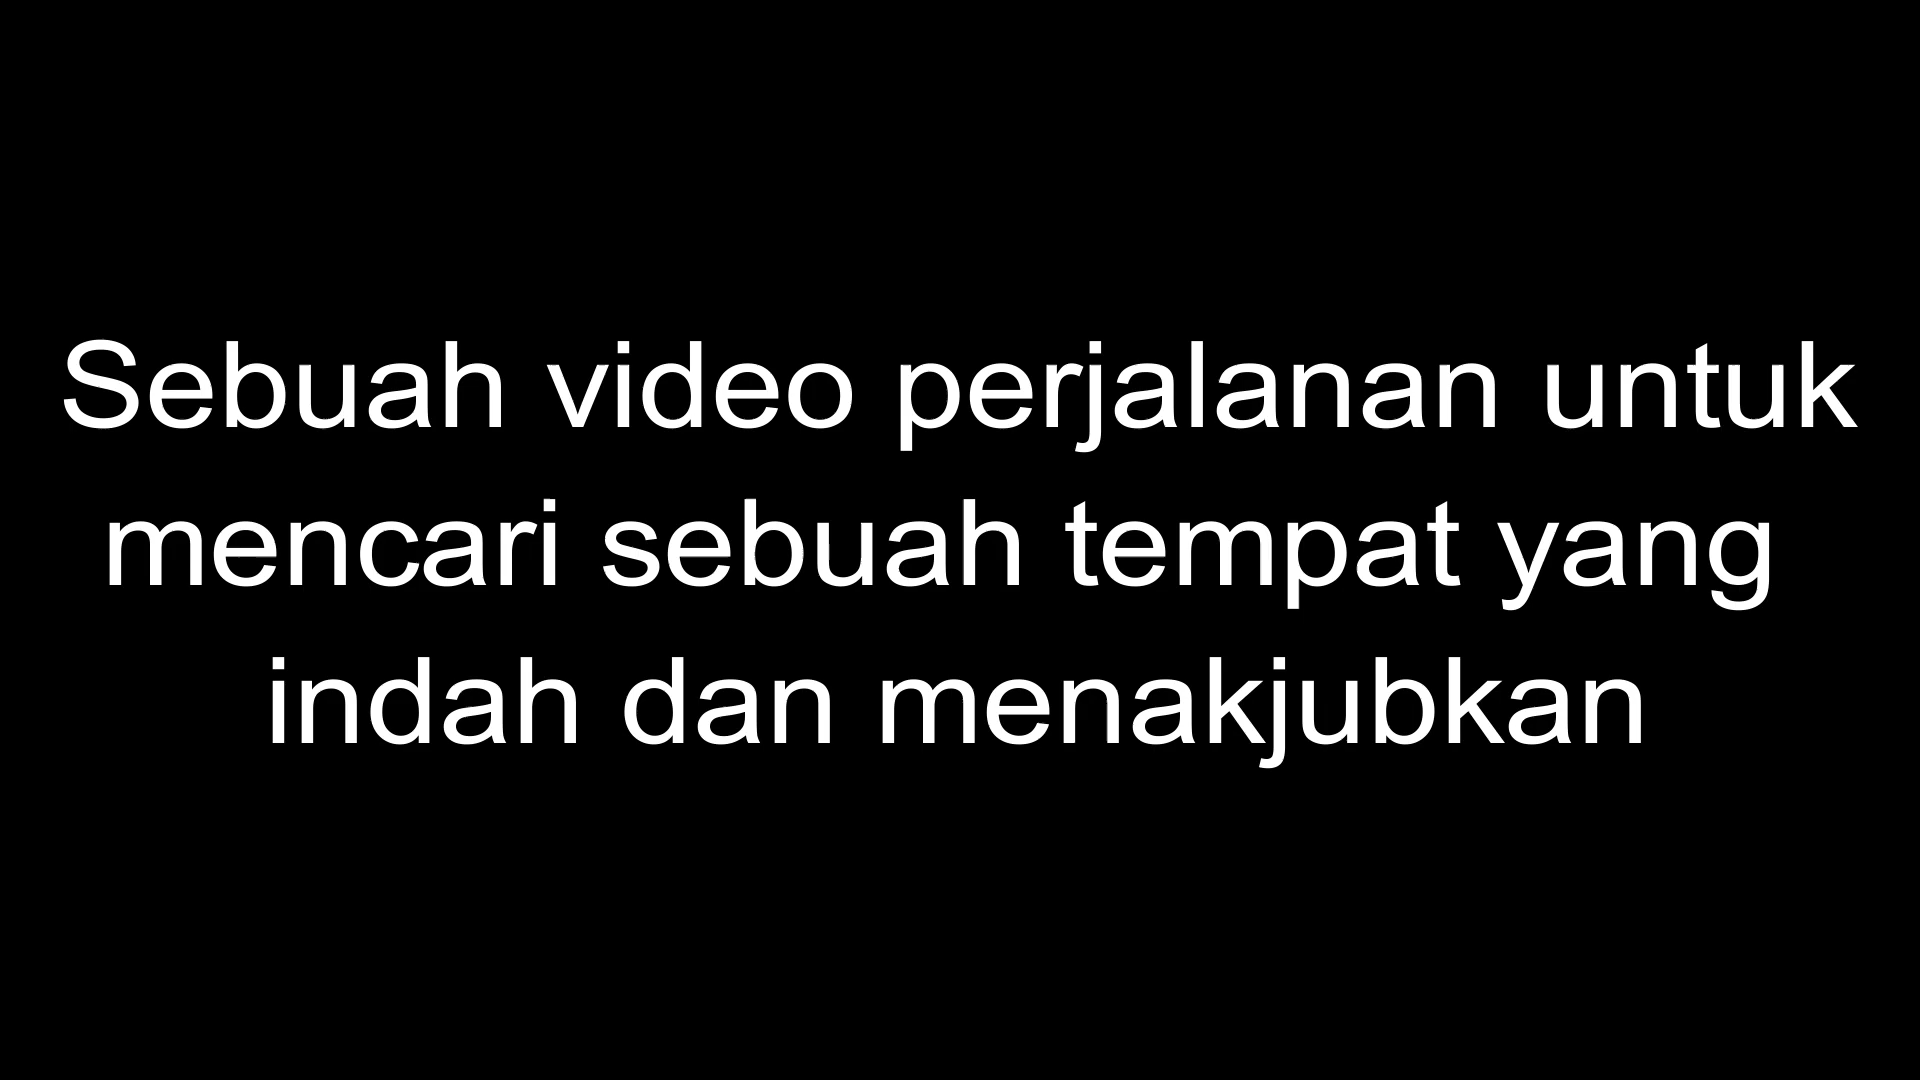 Sebuah video perjalanan untuk
mencari sebuah tempat yang
indah dan menakjubkan